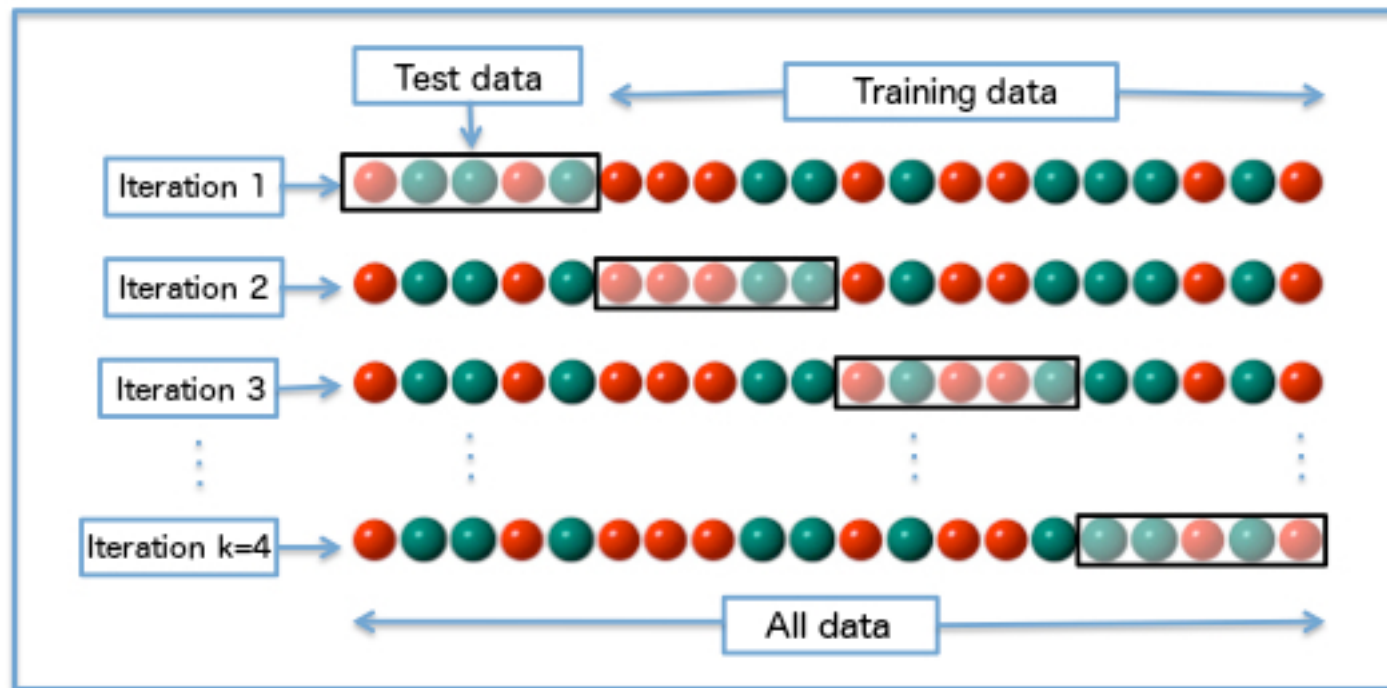 Test data
Training data
Iteration 1
Iteration 2
Iteration 3
Iteration k=4
All data